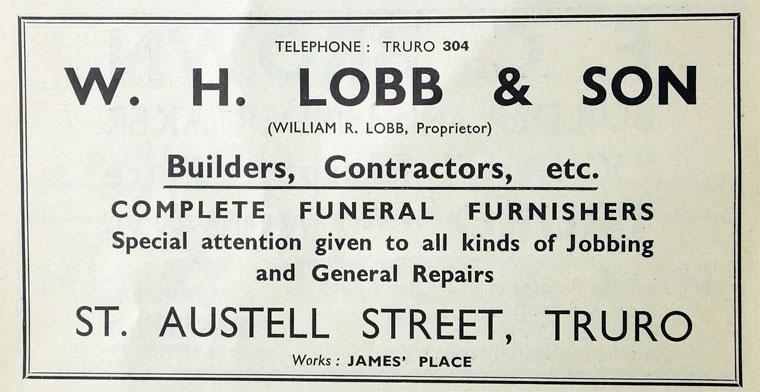 TELEPHONE : TRURO 304
W. H. LOBB & SON
(WILLIAM R. LOBB, Proprietor)
Builders, Contractors, etc.
COMPLETE FUNERAL FURNISHERS
Special attention given to all kinds of Jobbing
and General Repairs
ST. AUSTELL STREET, TRURO
Works : JAMES' PLACE